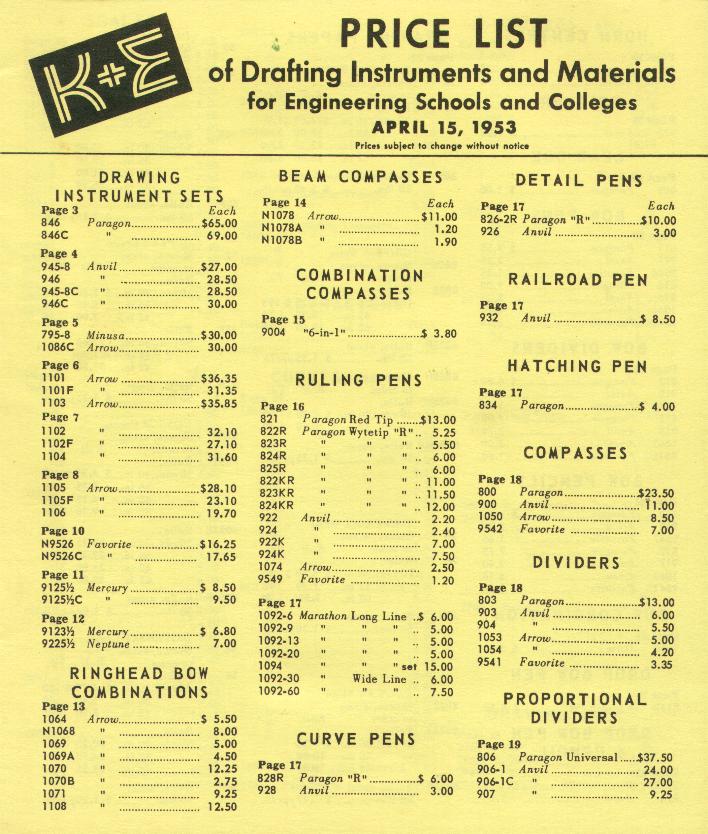 K+E
PRICE LIST
of Drafting Instruments and Materials
for Engineering Schools and Colleges
APRIL 15, 1953
Prices subject to change without notice
DRAWING
INSTRUMENT SETS
Page 3 Each
846 Paragon $65.00
846C " 69.00
Page 4
945-8 Anvil $27.00
946 " 28.50
945-8C " 28.50
946C " 30.00
Page 5
795-8 Minusa $30.00
1086C Arrow 30.00
Page 6
1101 Arrow $36.35
1101F " 31.35
1103 Arrow $35.85
Page 7
1102 " 32.10
1102F " 27.10
1104 " 31.60
Page 8
1105 Arrow $28.10
1105F " 23.10
1106 " 19.70
Page 10
N9526 Favorite $16.25
N9526C " 17.65
Page 11
9125½ Mercury $ 8.50
9125½C " 9.50
Page 12
9123½ Mercury $ 6.80
9225½ Neptune 7.00
RINGHEAD BOW
COMBINATIONS
Page 13
1064 Arrow $ 5.50
N1068 " 8.00
1069 " 5.00
1069A " 4.50
1070 " 12.25
1070B " 2.75
1071 " 9.25
1108 " 12.50
BEAM COMPASSES
Page 14 Each
N1078 Arrow $11.00
N1078A " 1.20
N1078B " 1.90
COMBINATION
COMPASSES
Page 15
9004 "6-in-1" $ 3.80
RULING PENS
Page 16
821 Paragon Red Tip $13.00
822R Paragon Wytetip "R" 5.25
823R " " " 5.50
824R " " " 6.00
825R " " " 6.00
822KR " " " 11.00
823KR " " " 11.50
824KR " " " 12.00
922 Anvil 2.20
924 " 2.40
922K " 7.00
924K " 7.50
1074 Arrow 2.50
9549 Favorite 1.20
Page 17
1092-6 Marathon Long Line $ 6.00
1092-9 " " " 5.00
1092-13 " " " 5.00
1092-20 " " " 5.00
1094 " " " set 15.00
1092-30 " Wide Line 6.00
1092-60 " " " 7.50
CURVE PENS
Page 17
828R Paragon "R" $ 6.00
928 Anvil 3.00
DETAIL PENS
Page 17 Each
826-2R Paragon "R" $10.00
926 Anvil 3.00
RAILROAD PEN
Page 17
932 Anvil $ 8.50
HATCHING PEN
Page 17
834 Paragon $ 4.00
COMPASSES
Page 18
800 Paragon $23.50
900 Anvil 11.00
1050 Arrow 8.50
9542 Favorite 7.00
DIVIDERS
Page 18
803 Paragon $13.00
903 Anvil 6.00
904 " 5.50
1053 Arrow 5.00
1054 " 4.20
9541 Favorite 3.35
PROPORTIONAL
DIVIDERS
Page 19
806 Paragon Universal $37.50
906-1 Anvil 24.00
906-1C " 27.00
907 " 9.25